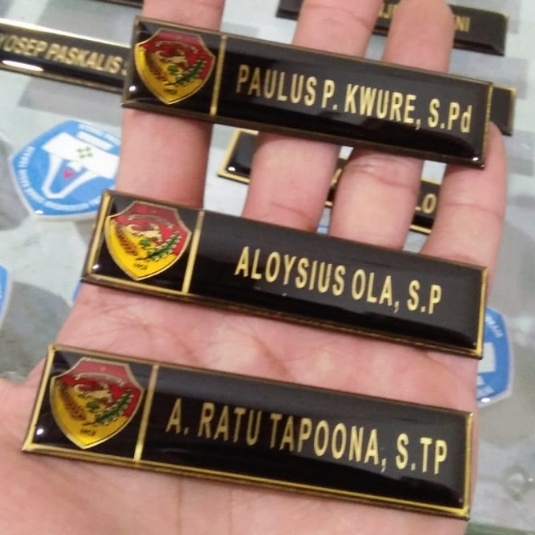 YOSEP PASKALIS
PAULUS P. KWURE, S.Pd
ALOYSIUS OLA, S.P
A. RATU TAPOONA, S.TP